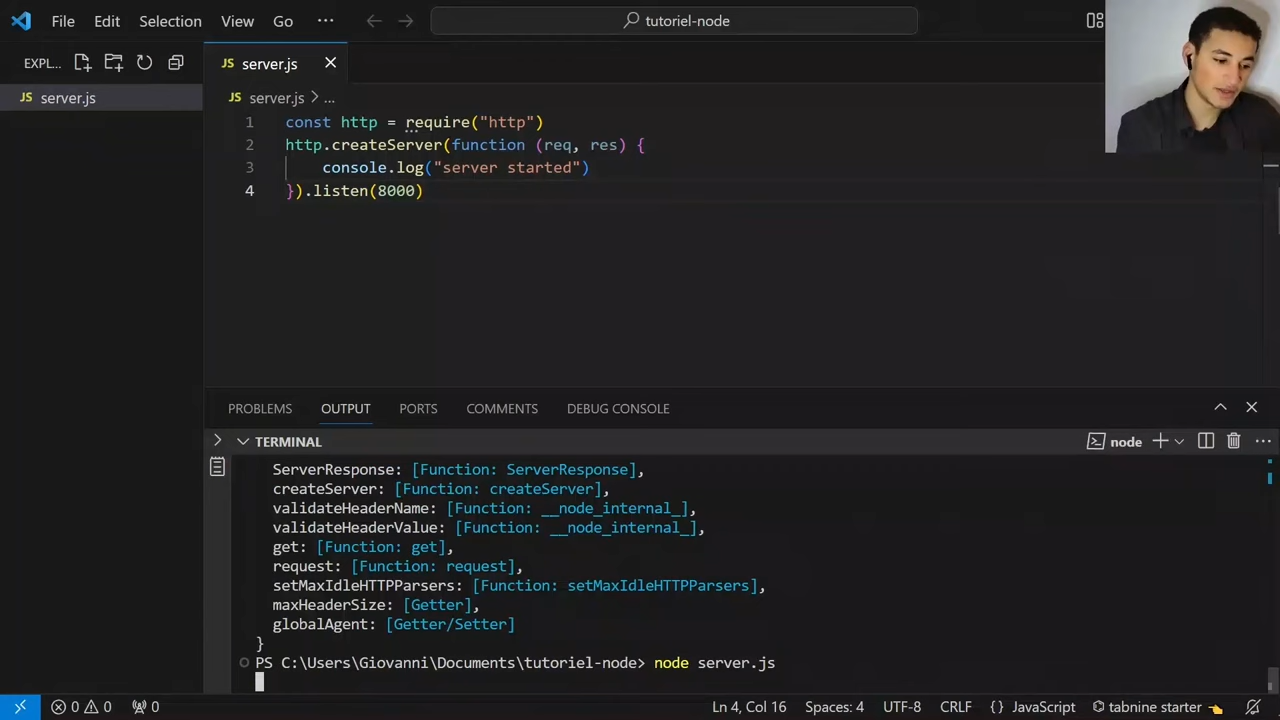 File Edit Selection View Go ··· tutoriel-node
EXPL... JS server.js
JS server.js
JS server.js > ...
1 const http = require("http")
2 http.createServer(function (req, res) {
3 console.log("server started")
4 }).listen(8000)
PROBLEMS OUTPUT PORTS COMMENTS DEBUG CONSOLE
TERMINAL node
ServerResponse: [Function: ServerResponse],
createServer: [Function: createServer],
validateHeaderName: [Function: __node_internal_],
validateHeaderValue: [Function: __node_internal_],
get: [Function: get],
request: [Function: request],
setMaxIdleHTTPParsers: [Function: setMaxIdleHTTPParsers],
maxHeaderSize: [Getter],
globalAgent: [Getter/Setter]
}
PS C:\Users\Giovanni\Documents\tutoriel-node> node server.js
0 0 0 Ln 4, Col 16 Spaces: 4 UTF-8 CRLF {} JavaScript tabnine starter